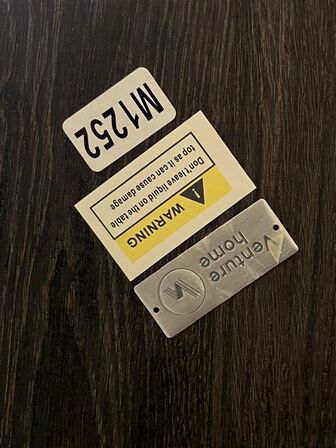 M1252
WARNING
Don't leave liquid on the table
top as it can cause damage
Venture
home